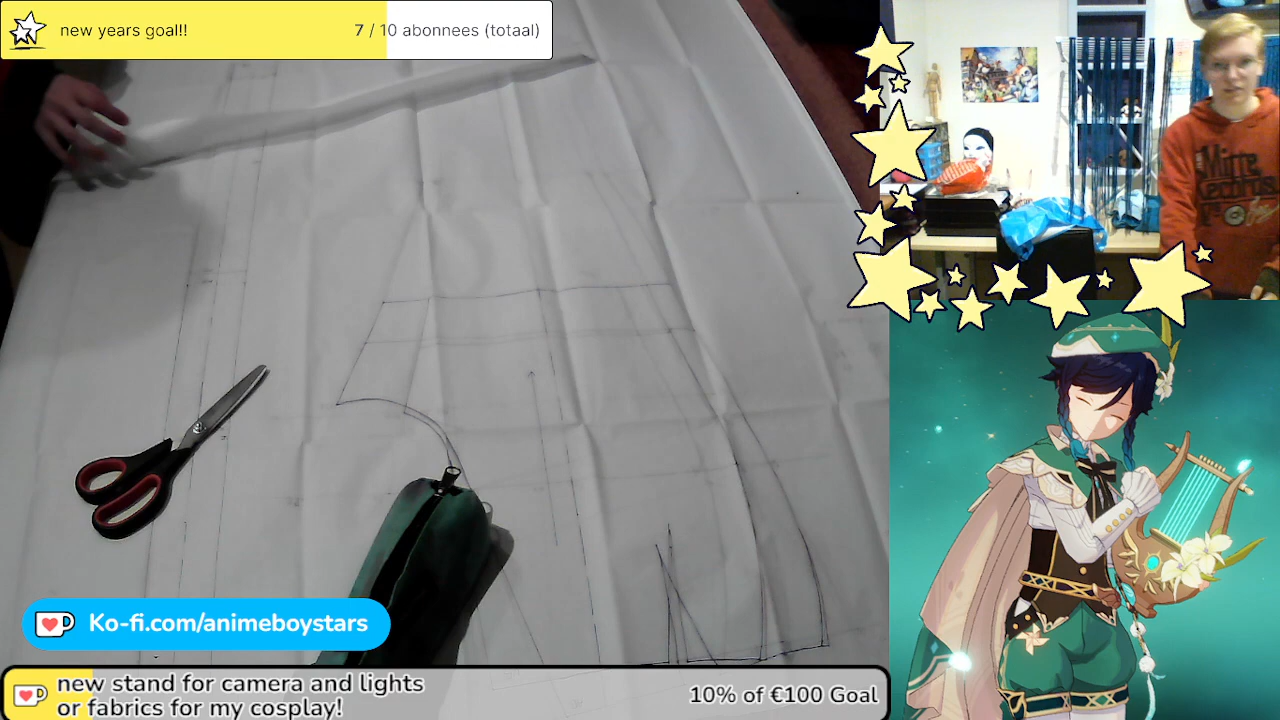 new years goal!!
7 / 10 abonnees (totaal)
Ko-fi.com/animeboystars
new stand for camera and lights
or fabrics for my cosplay!
10% of €100 Goal